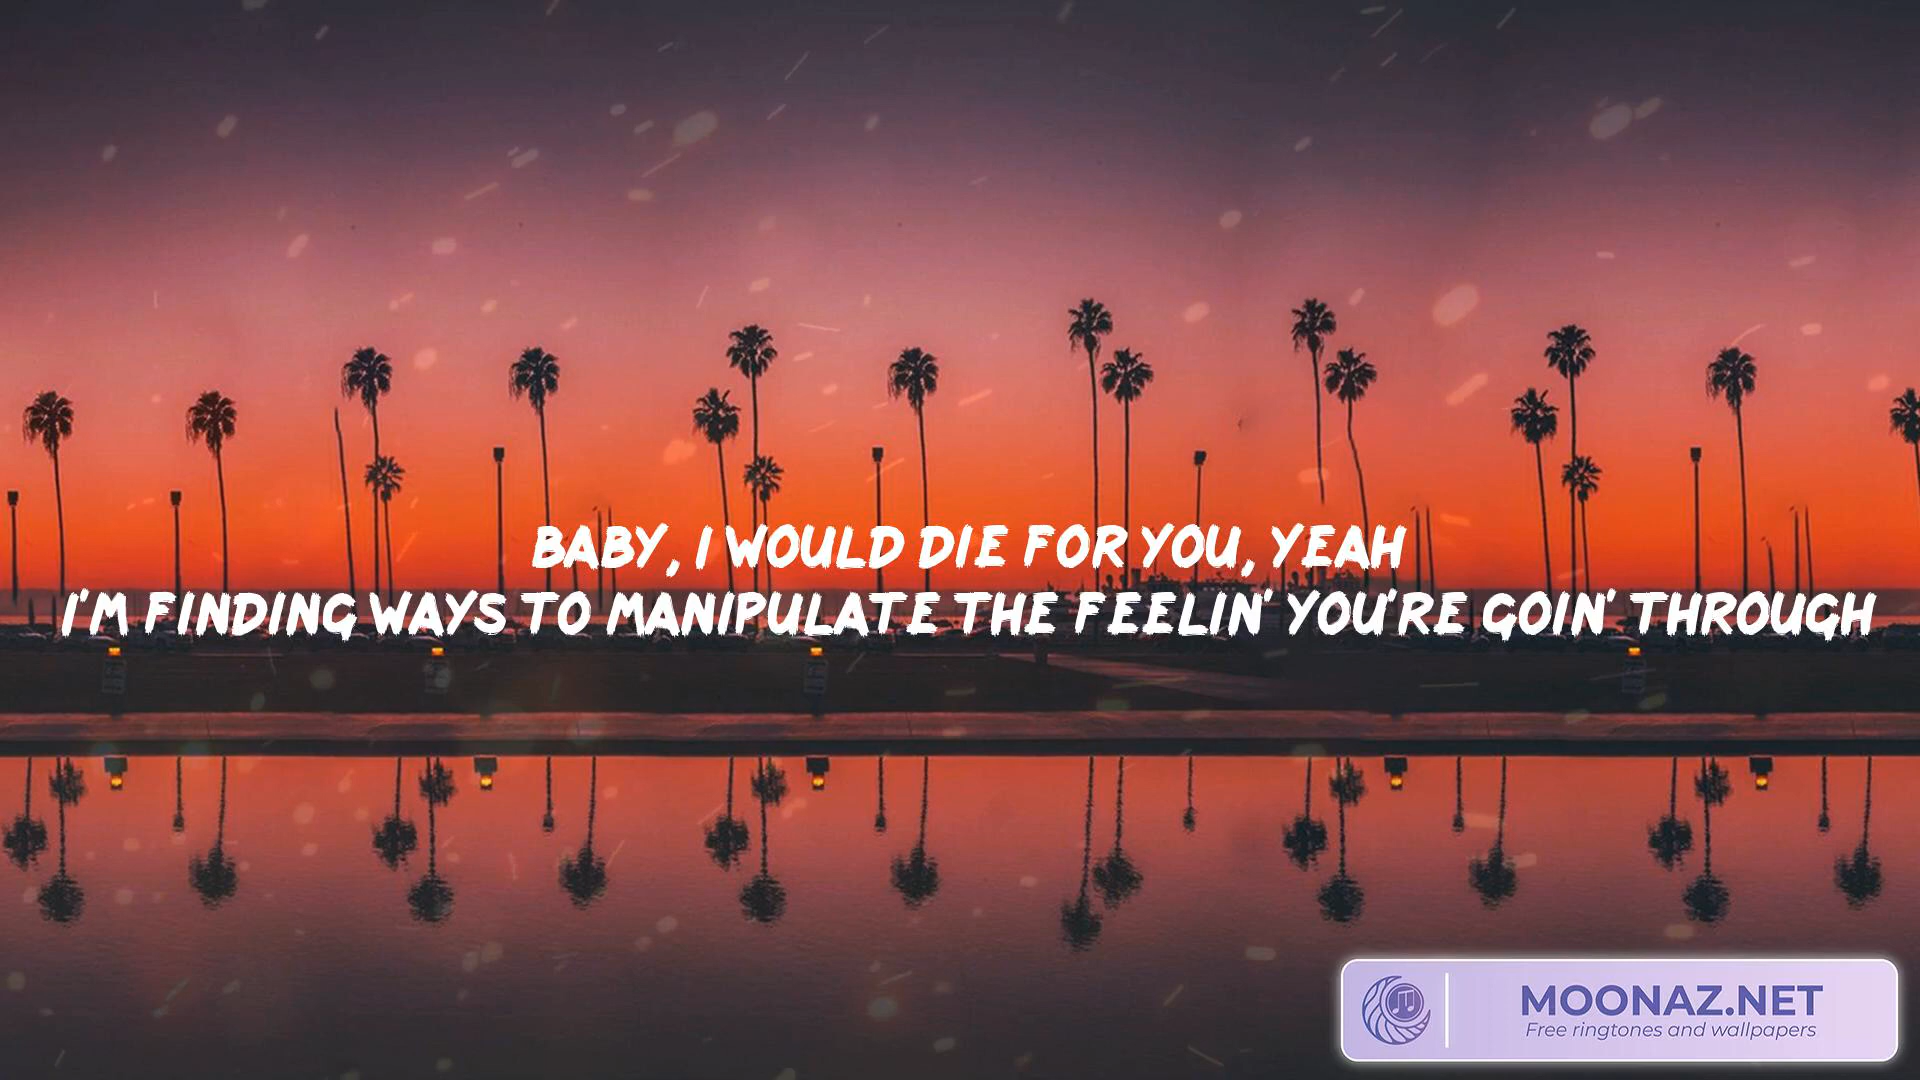 BABY, I WOULD DIE FOR YOU, YEAH
I'M FINDING WAYS TO MANIPULATE THE FEELIN' YOU'RE GOIN' THROUGH
MOONAZ.NET
Free ringtones and wallpapers